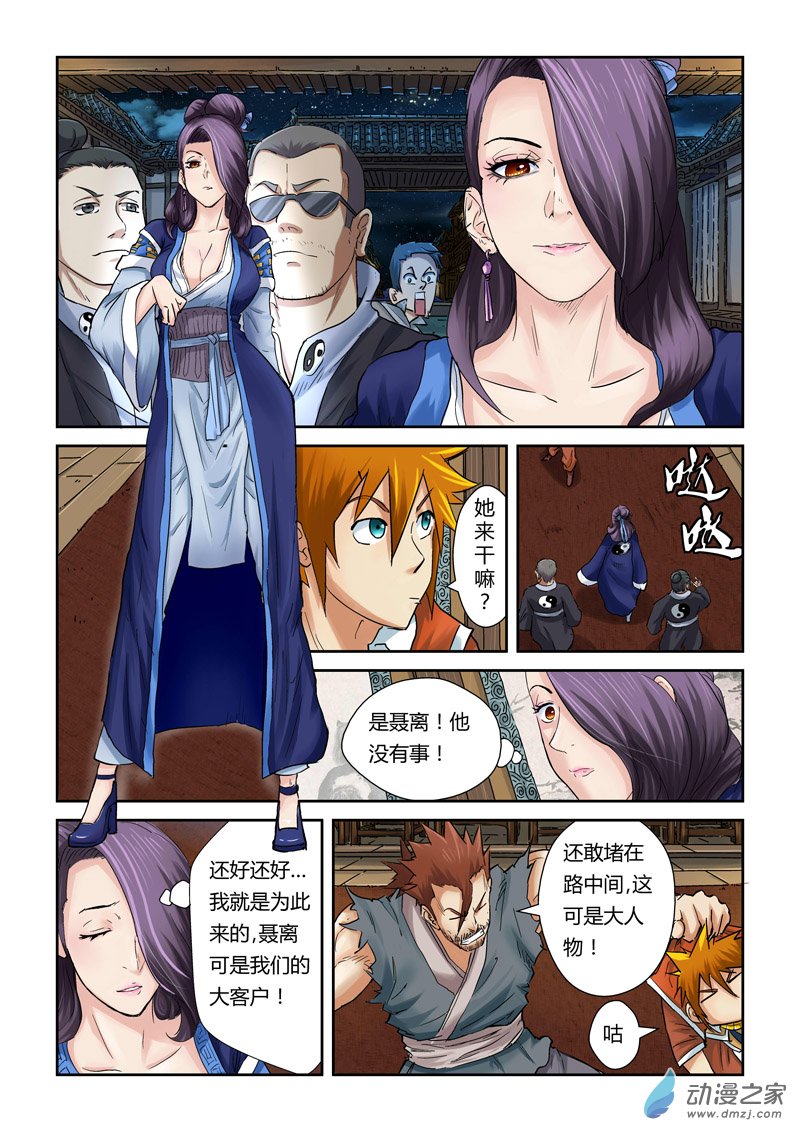 她来干嘛？
哒
哒
是聂离！他
没有事！
还好还好...
我就是为此
来的,聂离
可是我们的
大客户！
还敢堵在
路中间,这
可是大人
物！
咕
动漫之家
www.dmzj.com